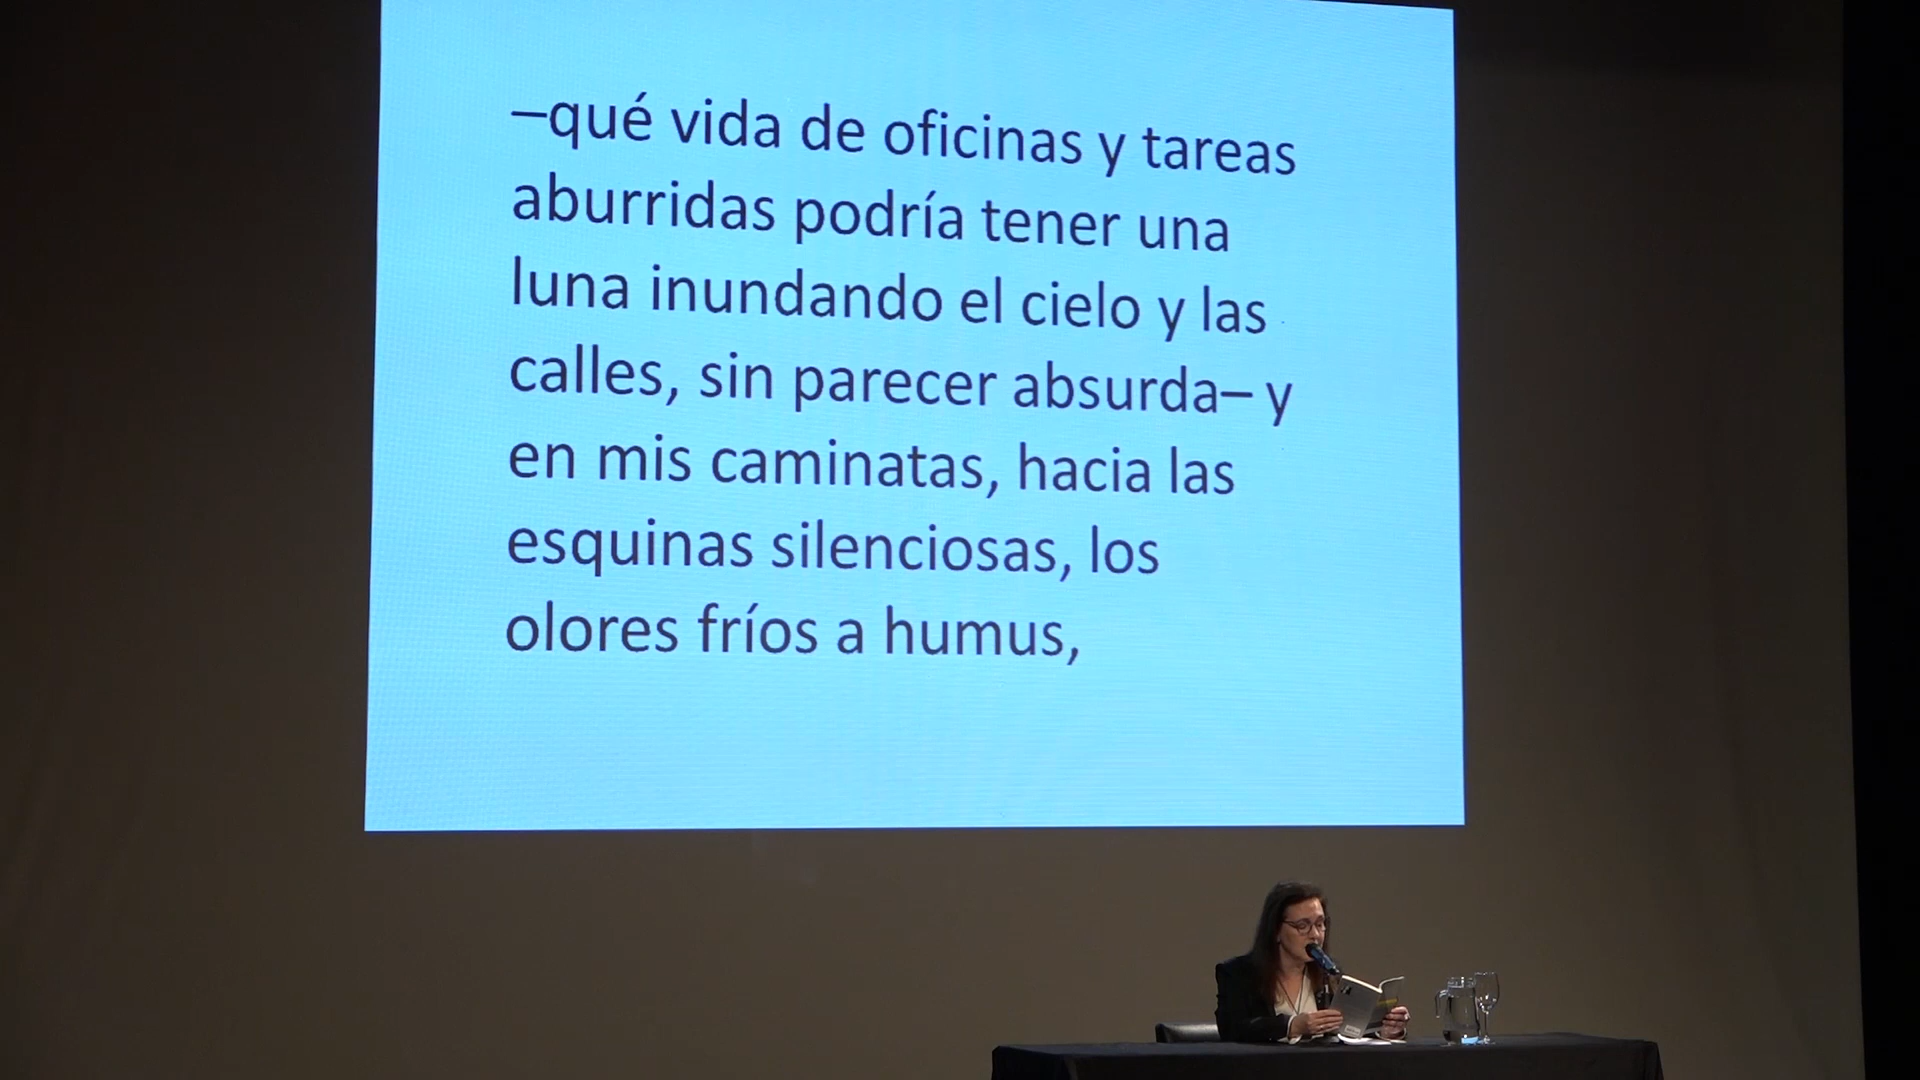 –qué vida de oficinas y tareas
aburridas podría tener una
luna inundando el cielo y las
calles, sin parecer absurda– y
en mis caminatas, hacia las
esquinas silenciosas, los
olores fríos a humus,